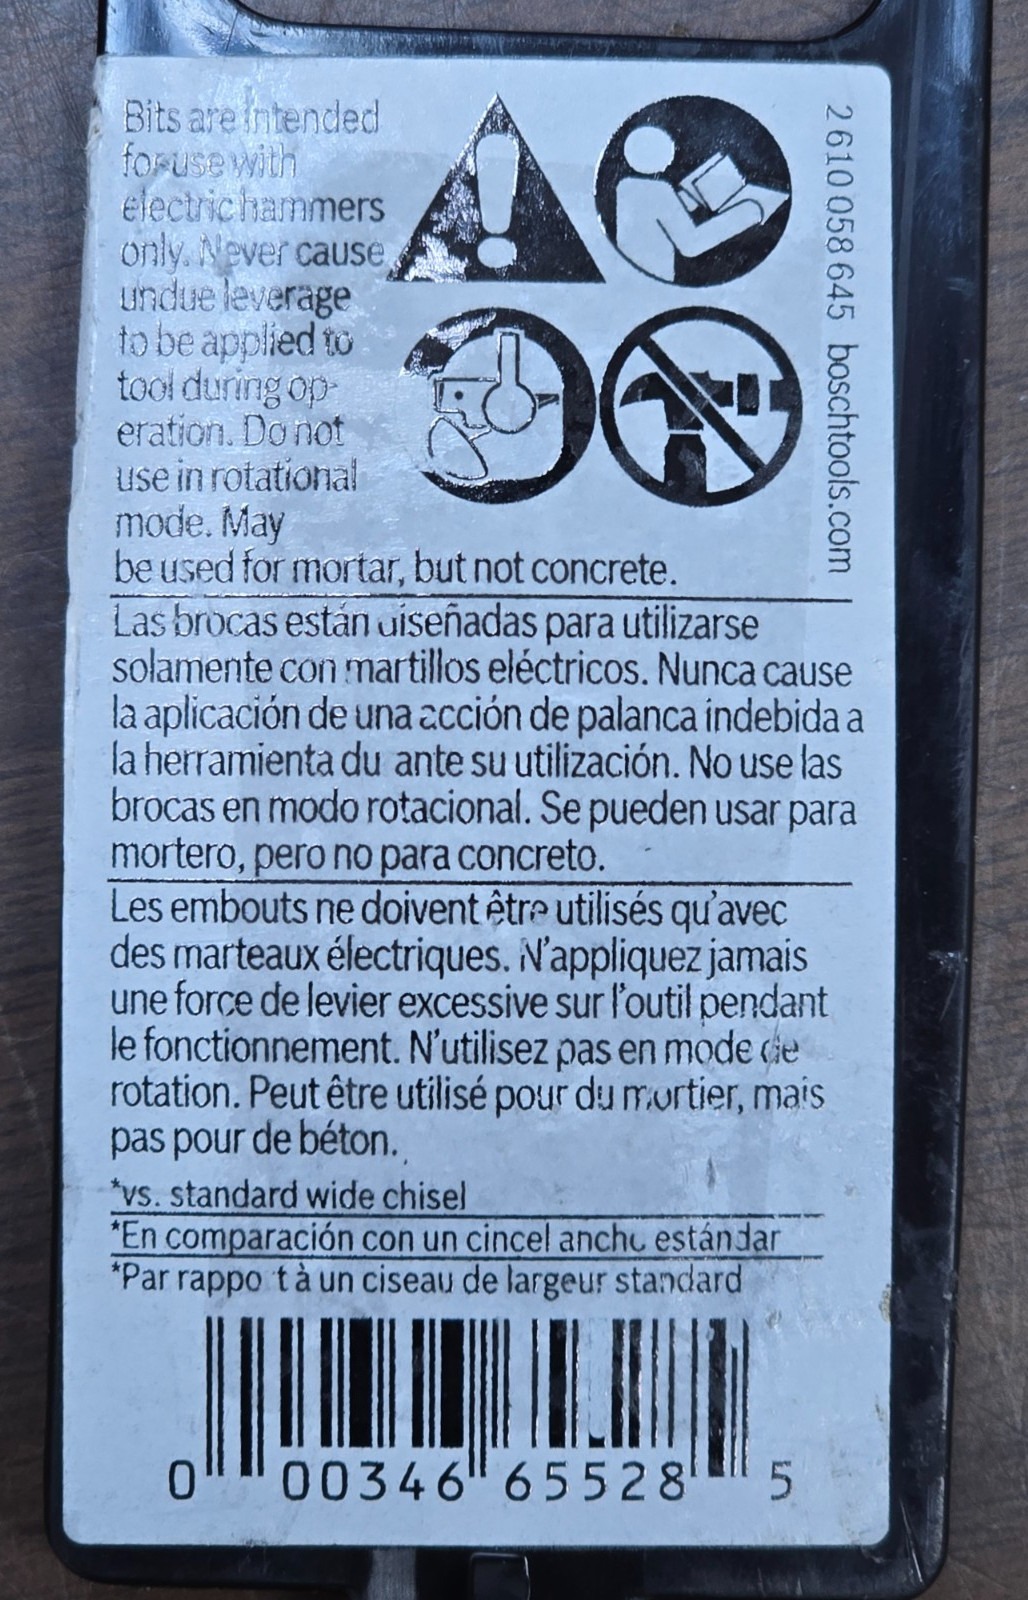 Bits are intended
for use with
electric hammers
only. Never cause
undue leverage
to be applied to
tool during op-
eration. Do not
use in rotational
mode. May
be used for mortar, but not concrete.
2 610 058 645 boschtools.com
Las brocas están diseñadas para utilizarse
solamente con martillos eléctricos. Nunca cause
la aplicación de una acción de palanca indebida a
la herramienta durante su utilización. No use las
brocas en modo rotacional. Se pueden usar para
mortero, pero no para concreto.
Les embouts ne doivent être utilisés qu'avec
des marteaux électriques. N'appliquez jamais
une force de levier excessive sur l'outil pendant
le fonctionnement. N'utilisez pas en mode de
rotation. Peut être utilisé pour du mortier, mais
pas pour de béton.
*vs. standard wide chisel
*En comparación con un cincel ancho estándar
*Par rapport à un ciseau de largeur standard
0 00346 65528 5